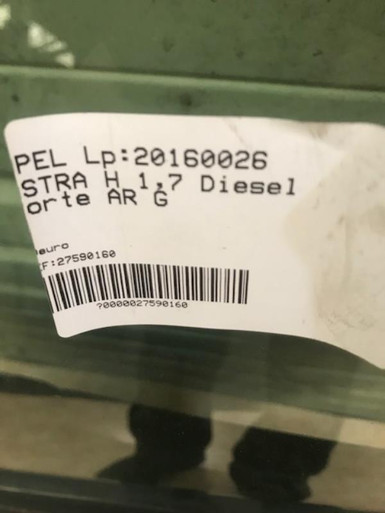 PEL Lp:20160026
STRA H 1,7 Diesel
orte AR G
euro
F:27590160
70000027590160